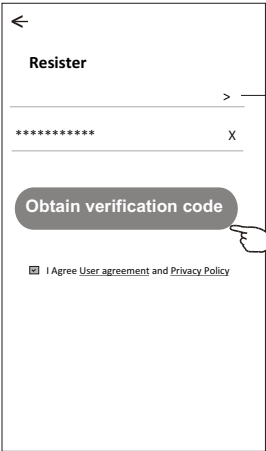 Resister
>
*********** X
Obtain verification code
I Agree User agreement and Privacy Policy